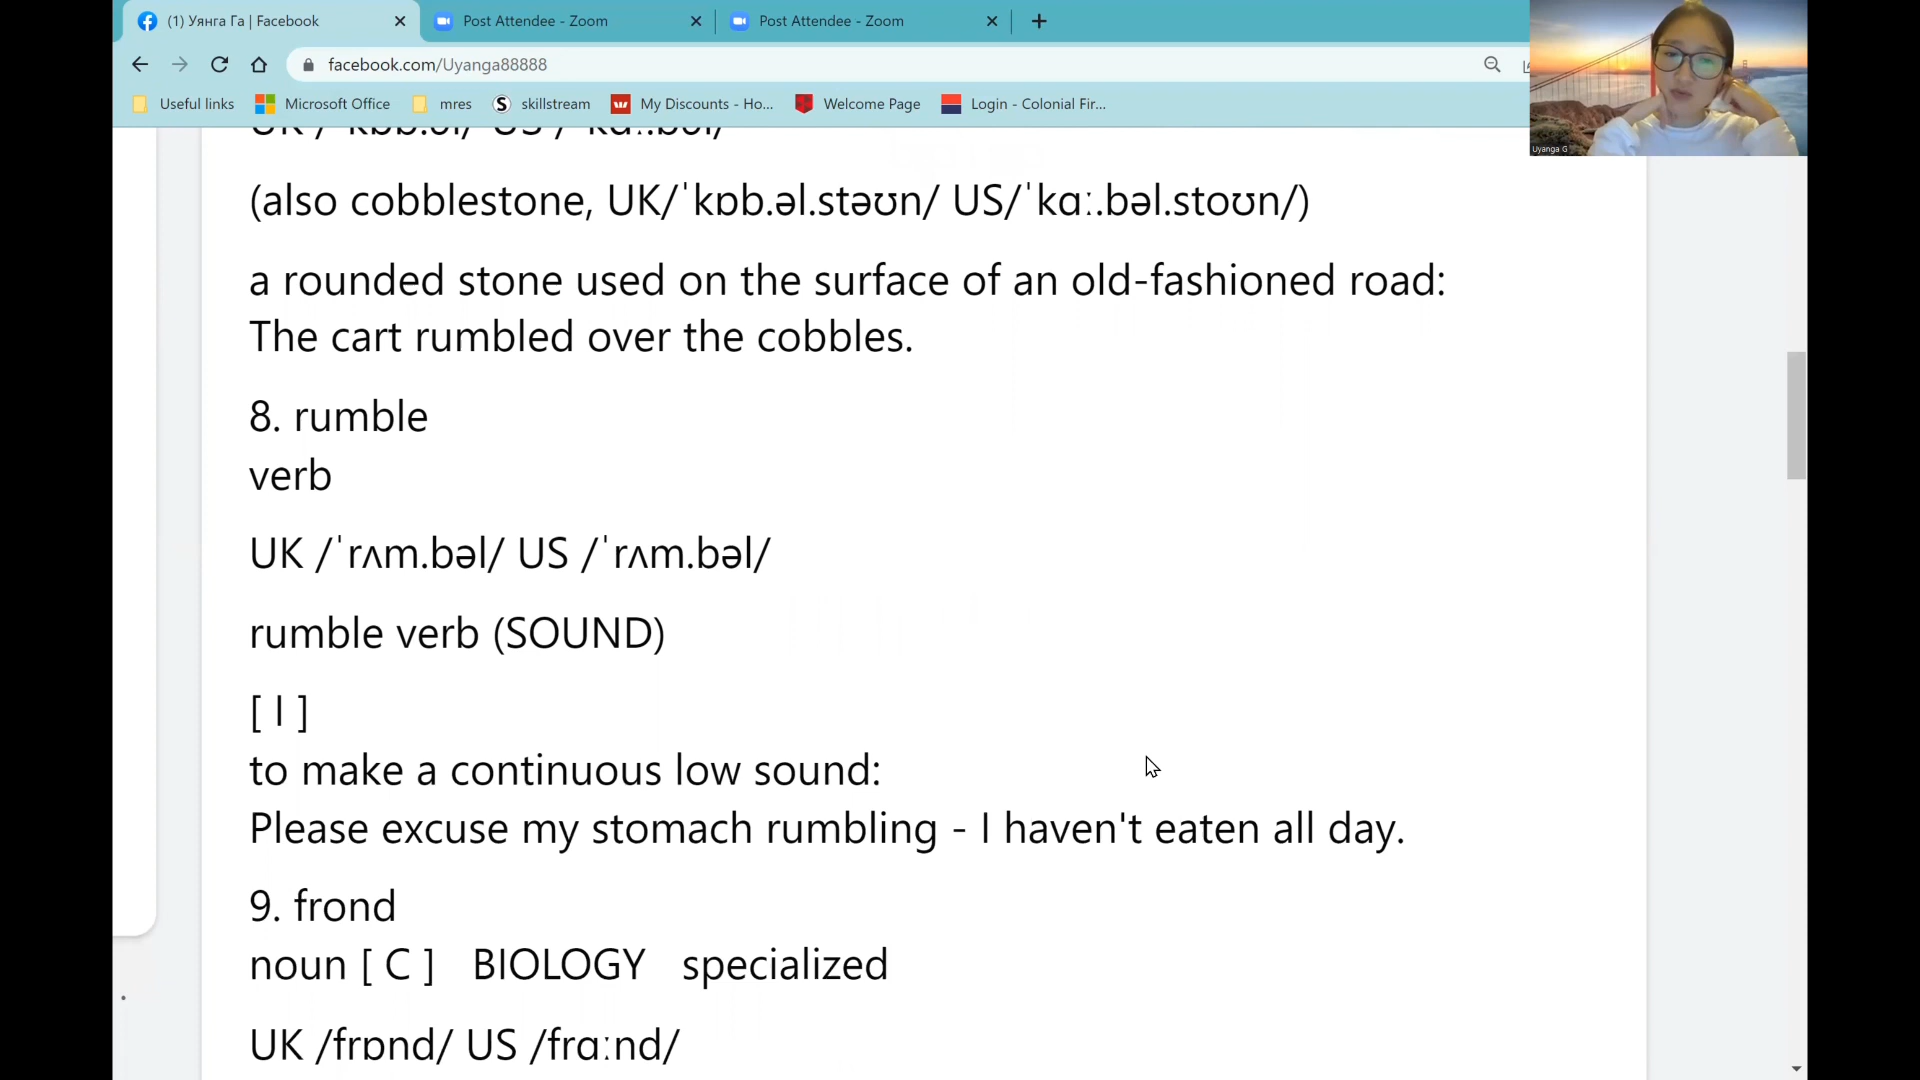 (1) Уянга Га | Facebook
Post Attendee - Zoom
Post Attendee - Zoom
facebook.com/Uyanga88888
Useful links
Microsoft Office
mres
skillstream
My Discounts - Ho...
Welcome Page
Login - Colonial Fir...
Uyanga G
(also cobblestone, UK/ˈkɒb.əl.stəʊn/ US/ˈkɑː.bəl.stoʊn/)
a rounded stone used on the surface of an old-fashioned road:
The cart rumbled over the cobbles.
8. rumble
verb
UK /ˈrʌm.bəl/ US /ˈrʌm.bəl/
rumble verb (SOUND)
[ I ]
to make a continuous low sound:
Please excuse my stomach rumbling - I haven't eaten all day.
9. frond
noun [ C ] BIOLOGY specialized
UK /frɒnd/ US /frɑːnd/